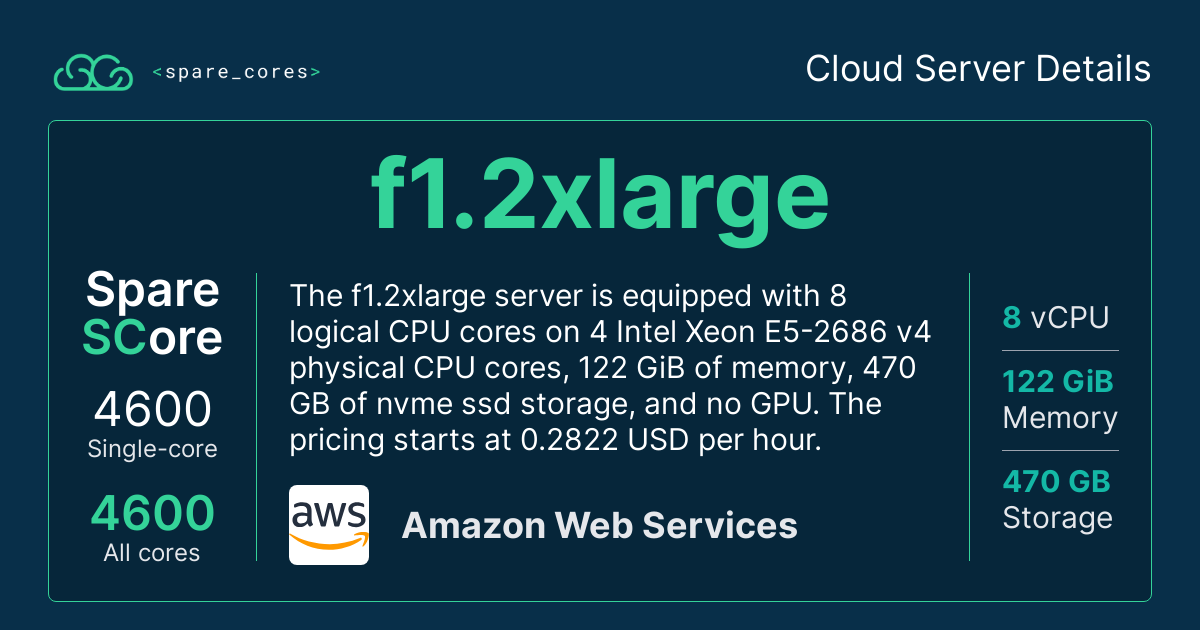 <spare_cores>
Cloud Server Details
f1.2xlarge
Spare
SCore
4600
Single-core
4600
All cores
The f1.2xlarge server is equipped with 8
logical CPU cores on 4 Intel Xeon E5-2686 v4
physical CPU cores, 122 GiB of memory, 470
GB of nvme ssd storage, and no GPU. The
pricing starts at 0.2822 USD per hour.
aws
Amazon Web Services
8 vCPU
122 GiB
Memory
470 GB
Storage